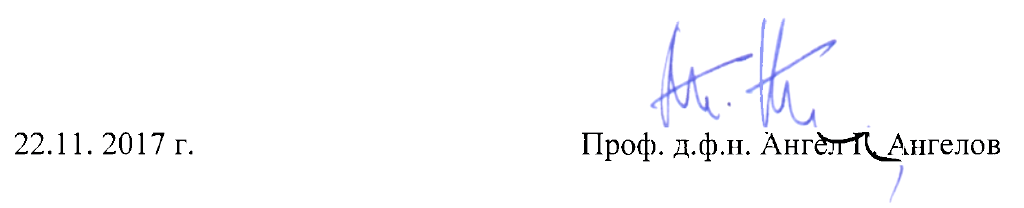 22.11. 2017 г. Проф. д.ф.н. Ангел Ангелов